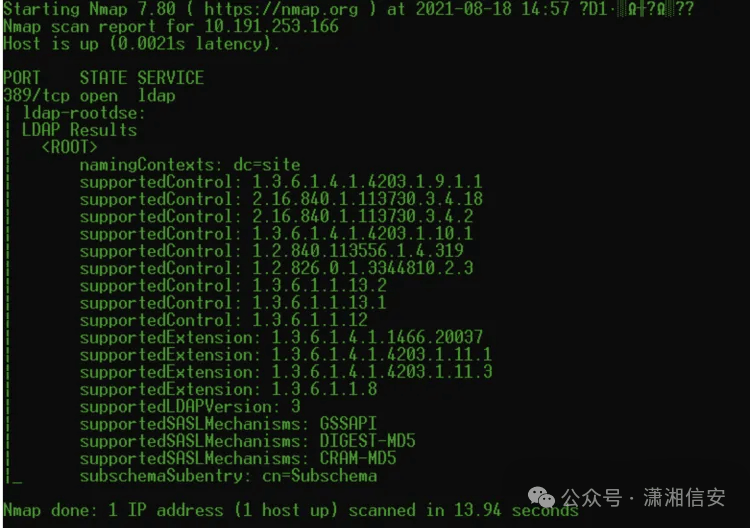 Starting Nmap 7.80 ( https://nmap.org ) at 2021-08-18 14:57 ?D1·░Ω╫?Ω░??
Nmap scan report for 10.191.253.166
Host is up (0.0021s latency).
PORT    STATE SERVICE
389/tcp open  ldap
| ldap-rootdse:
| LDAP Results
|   <ROOT>
|       namingContexts: dc=site
|       supportedControl: 1.3.6.1.4.1.4203.1.9.1.1
|       supportedControl: 2.16.840.1.113730.3.4.18
|       supportedControl: 2.16.840.1.113730.3.4.2
|       supportedControl: 1.3.6.1.4.1.4203.1.10.1
|       supportedControl: 1.2.840.113556.1.4.319
|       supportedControl: 1.2.826.0.1.3344810.2.3
|       supportedControl: 1.3.6.1.1.13.2
|       supportedControl: 1.3.6.1.1.13.1
|       supportedControl: 1.3.6.1.1.12
|       supportedExtension: 1.3.6.1.4.1.1466.20037
|       supportedExtension: 1.3.6.1.4.1.4203.1.11.1
|       supportedExtension: 1.3.6.1.4.1.4203.1.11.3
|       supportedExtension: 1.3.6.1.1.8
|       supportedLDAPVersion: 3
|       supportedSASLMechanisms: GSSAPI
|       supportedSASLMechanisms: DIGEST-MD5
|       supportedSASLMechanisms: CRAM-MD5
|_      subschemaSubentry: cn=Subschema
Nmap done: 1 IP address (1 host up) scanned in 13.94 seconds
公众号 · 潇湘信安